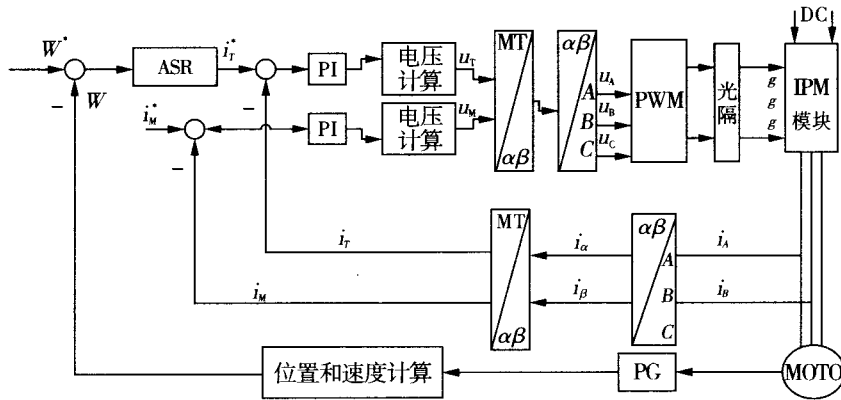 DC
W*
ASR
i*T
PI
电压
计算
uT
MT
αβ
αβ
A
B
C
uA
uB
uC
PWM
光隔
g
g
g
IPM
模块
W
i*M
PI
电压
计算
uM
iT
MT
αβ
iα
αβ
A
B
C
iA
iM
iβ
iB
位置和速度计算
PG
MOTO